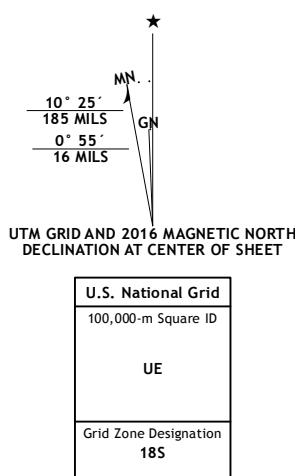 ★
MN
10° 25´
185 MILS
GN
0° 55´
16 MILS
UTM GRID AND 2016 MAGNETIC NORTH
DECLINATION AT CENTER OF SHEET
U.S. National Grid
100,000-m Square ID
UE
Grid Zone Designation
18S